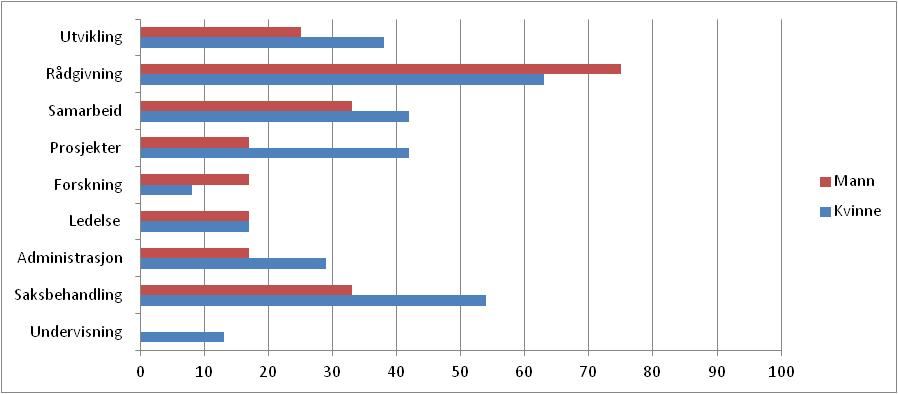 Utvikling
Rådgivning
Samarbeid
Prosjekter
Forskning
Ledelse
Administrasjon
Saksbehandling
Undervisning
0 10 20 30 40 50 60 70 80 90 100
Mann
Kvinne